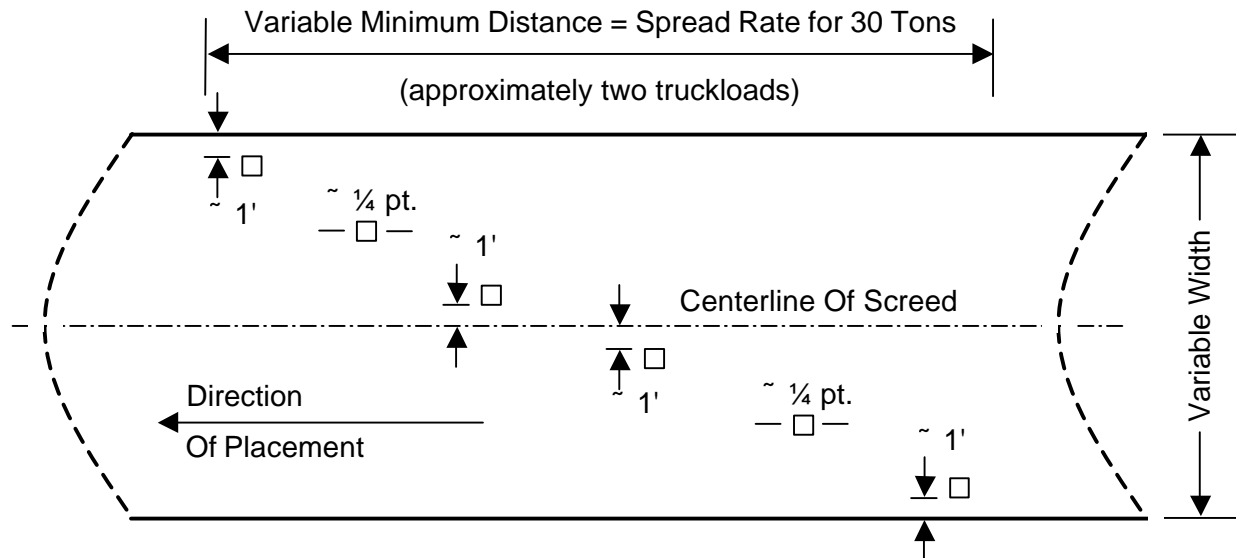 Variable Minimum Distance = Spread Rate for 30 Tons
(approximately two truckloads)
~ 1'
~ ¼ pt.
~ 1'
Centerline Of Screed
~ 1'
~ ¼ pt.
~ 1'
Direction
Of Placement
Variable Width